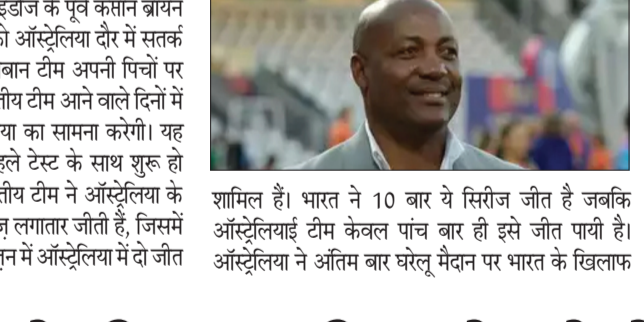 के पूर्व कप्तान ब्रायन
ऑस्ट्रेलिया दौर में सतर्क
टीम अपनी पिचों पर
टीम आने वाले दिनों में
का सामना करेगी। यह
टेस्ट के साथ शुरू हो
टीम ने ऑस्ट्रेलिया के
लगातार जीती हैं, जिसमें
में ऑस्ट्रेलिया में दो जीत
शामिल हैं। भारत ने 10 बार ये सिरीज जीत है जबकि
ऑस्ट्रेलियाई टीम केवल पांच बार ही इसे जीत पायी है।
ऑस्ट्रेलिया ने अंतिम बार घरेलू मैदान पर भारत के खिलाफ